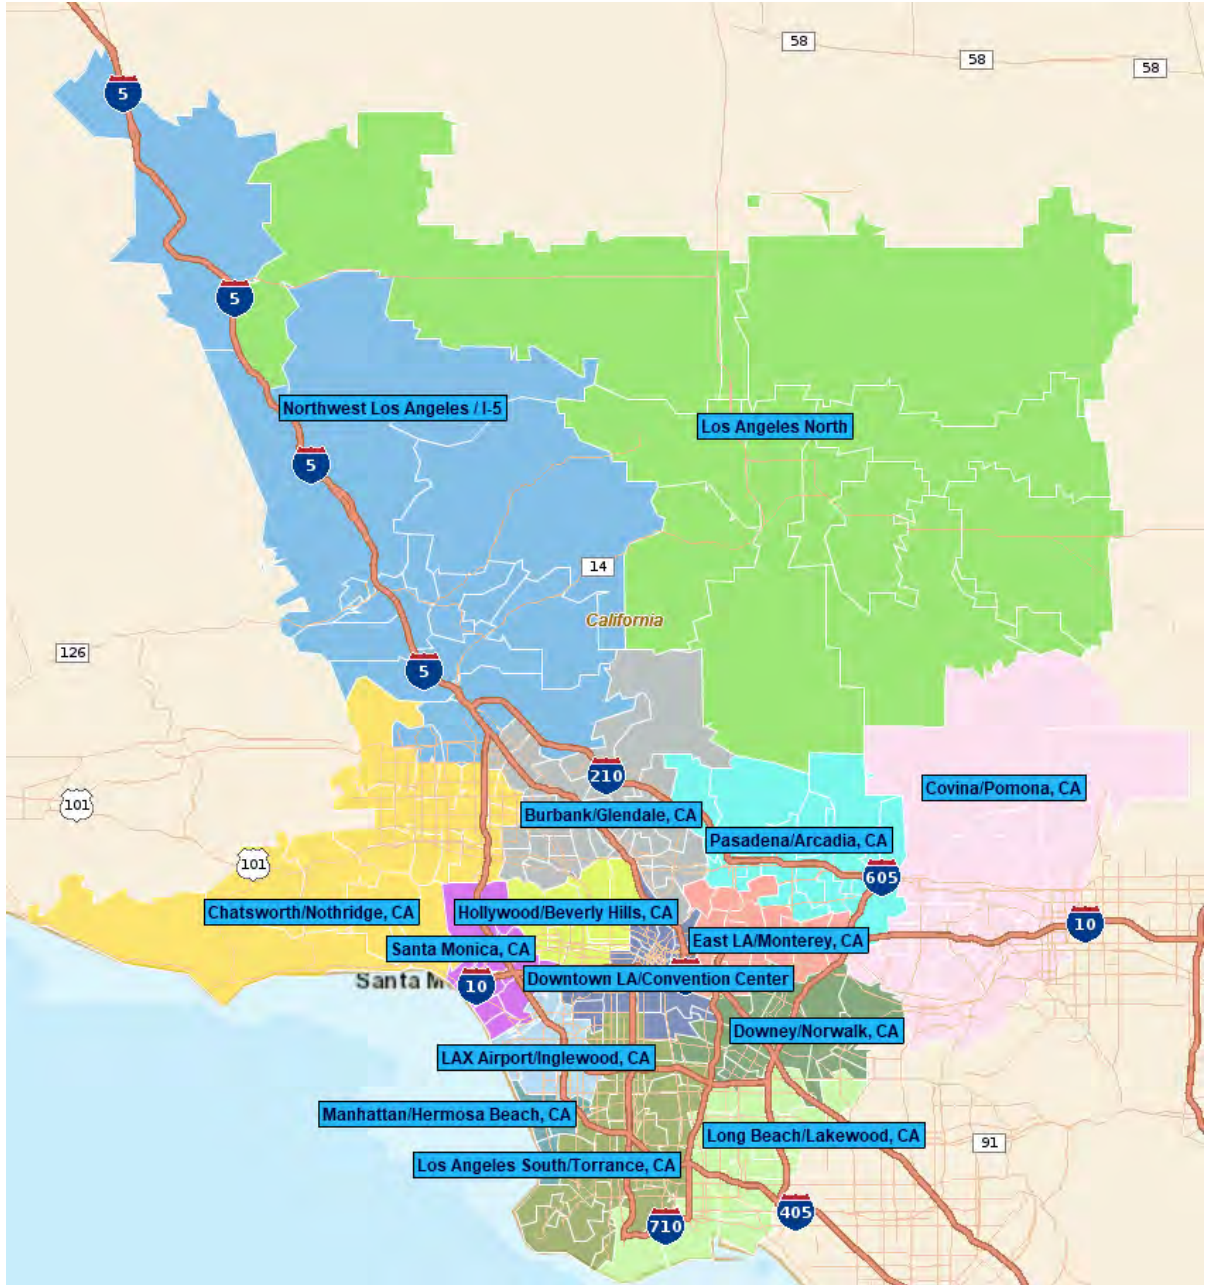 58
58
58
5
5
Northwest Los Angeles / I-5
Los Angeles North
5
14
California
126
5
210
Covina/Pomona, CA
101
Burbank/Glendale, CA
Pasadena/Arcadia, CA
101
605
Chatsworth/Nothridge, CA
Hollywood/Beverly Hills, CA
10
East LA/Monterey, CA
Santa Monica, CA
Santa M
10
Downtown LA/Convention Center
Downey/Norwalk, CA
LAX Airport/Inglewood, CA
Manhattan/Hermosa Beach, CA
Long Beach/Lakewood, CA
91
Los Angeles South/Torrance, CA
405
710